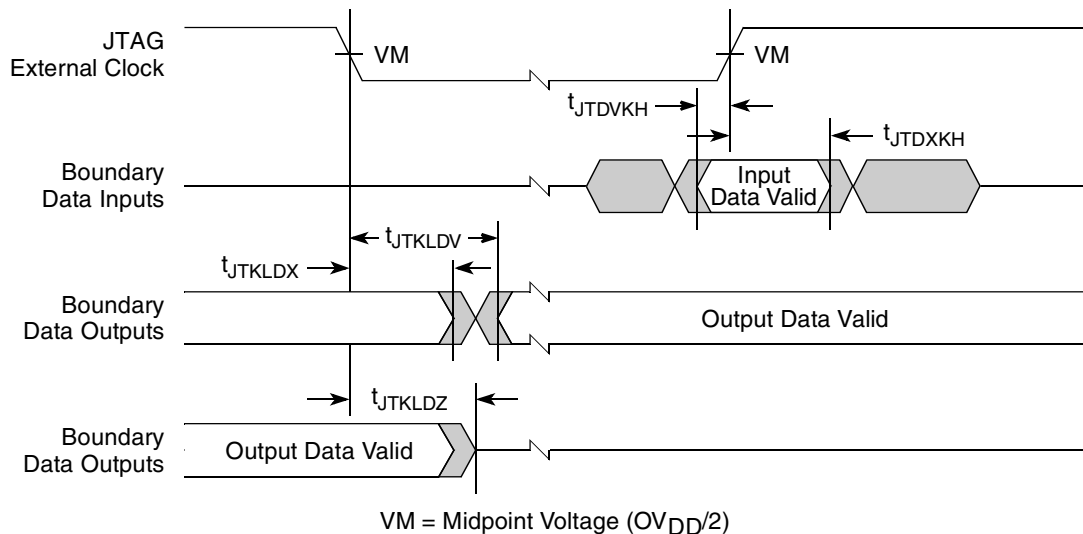 JTAG
External Clock
VM
VM
tJTDVKH
tJTDXKH
Boundary
Data Inputs
Input
Data Valid
tJTKLDV
tJTKLDX
Boundary
Data Outputs
Output Data Valid
tJTKLDZ
Boundary
Data Outputs
Output Data Valid
VM = Midpoint Voltage (OVDD/2)